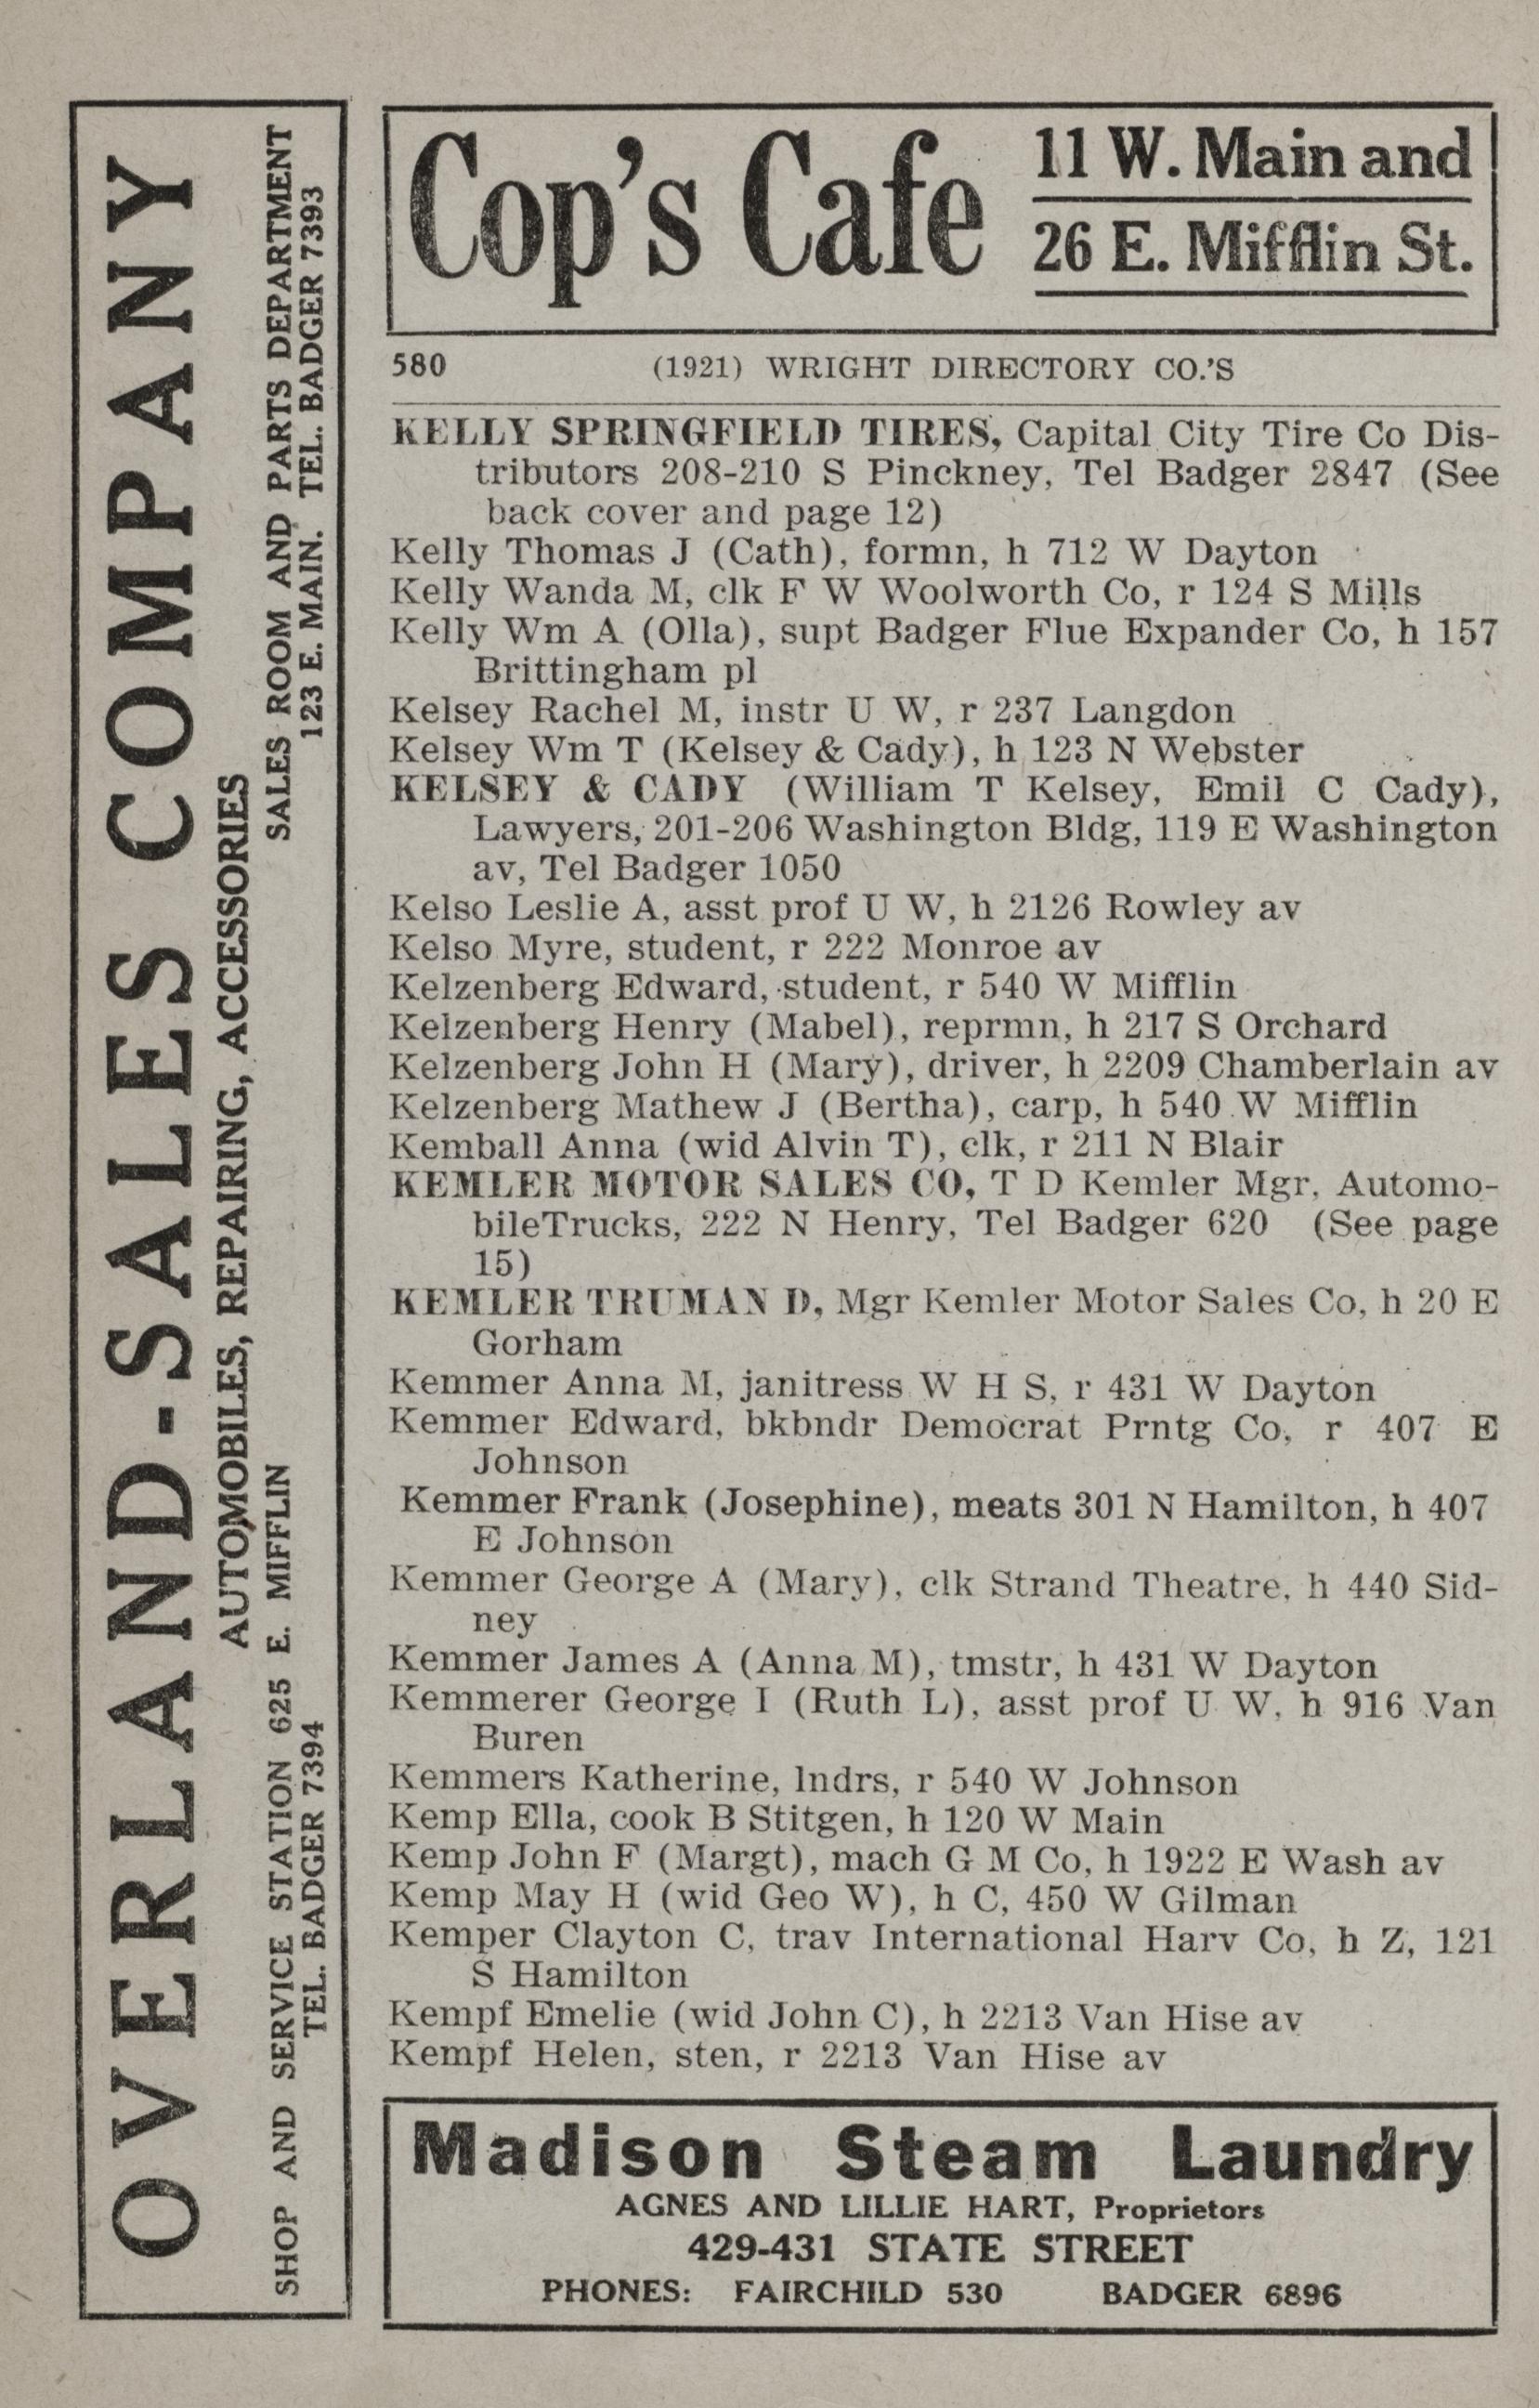 Cop's Cafe
11 W. Main and
26 E. Mifflin St.
OVERLAND-SALES COMPANY
AUTOMOBILES, REPAIRING, ACCESSORIES
SHOP AND SERVICE STATION 625 E. MIFFLIN
TEL. BADGER 7394
SALES ROOM AND PARTS DEPARTMENT
123 E. MAIN. TEL. BADGER 7393
580 (1921) WRIGHT DIRECTORY CO.'S
KELLY SPRINGFIELD TIRES, Capital City Tire Co Dis-
tributors 208-210 S Pinckney, Tel Badger 2847 (See
back cover and page 12)
Kelly Thomas J (Cath), formn, h 712 W Dayton
Kelly Wanda M, clk F W Woolworth Co, r 124 S Mills
Kelly Wm A (Olla), supt Badger Flue Expander Co, h 157
Brittingham pl
Kelsey Rachel M, instr U W, r 237 Langdon
Kelsey Wm T (Kelsey & Cady), h 123 N Webster
KELSEY & CADY (William T Kelsey, Emil C Cady),
Lawyers, 201-206 Washington Bldg, 119 E Washington
av, Tel Badger 1050
Kelso Leslie A, asst prof U W, h 2126 Rowley av
Kelso Myre, student, r 222 Monroe av
Kelzenberg Edward, student, r 540 W Mifflin
Kelzenberg Henry (Mabel), reprmn, h 217 S Orchard
Kelzenberg John H (Mary), driver, h 2209 Chamberlain av
Kelzenberg Mathew J (Bertha), carp, h 540 W Mifflin
Kemball Anna (wid Alvin T), clk, r 211 N Blair
KEMLER MOTOR SALES CO, T D Kemler Mgr, Automo-
bileTrucks, 222 N Henry, Tel Badger 620 (See page
15)
KEMLER TRUMAN D, Mgr Kemler Motor Sales Co, h 20 E
Gorham
Kemmer Anna M, janitress W H S, r 431 W Dayton
Kemmer Edward, bkbndr Democrat Prntg Co, r 407 E
Johnson
Kemmer Frank (Josephine), meats 301 N Hamilton, h 407
E Johnson
Kemmer George A (Mary), clk Strand Theatre, h 440 Sid-
ney
Kemmer James A (Anna M), tmstr, h 431 W Dayton
Kemmerer George I (Ruth L), asst prof U W, h 916 Van
Buren
Kemmers Katherine, lndrs, r 540 W Johnson
Kemp Ella, cook B Stitgen, h 120 W Main
Kemp John F (Margt), mach G M Co, h 1922 E Wash av
Kemp May H (wid Geo W), h C, 450 W Gilman
Kemper Clayton C, trav International Harv Co, h Z, 121
S Hamilton
Kempf Emelie (wid John C), h 2213 Van Hise av
Kempf Helen, sten, r 2213 Van Hise av
Madison Steam Laundry
AGNES AND LILLIE HART, Proprietors
429-431 STATE STREET
PHONES: FAIRCHILD 530 BADGER 6896